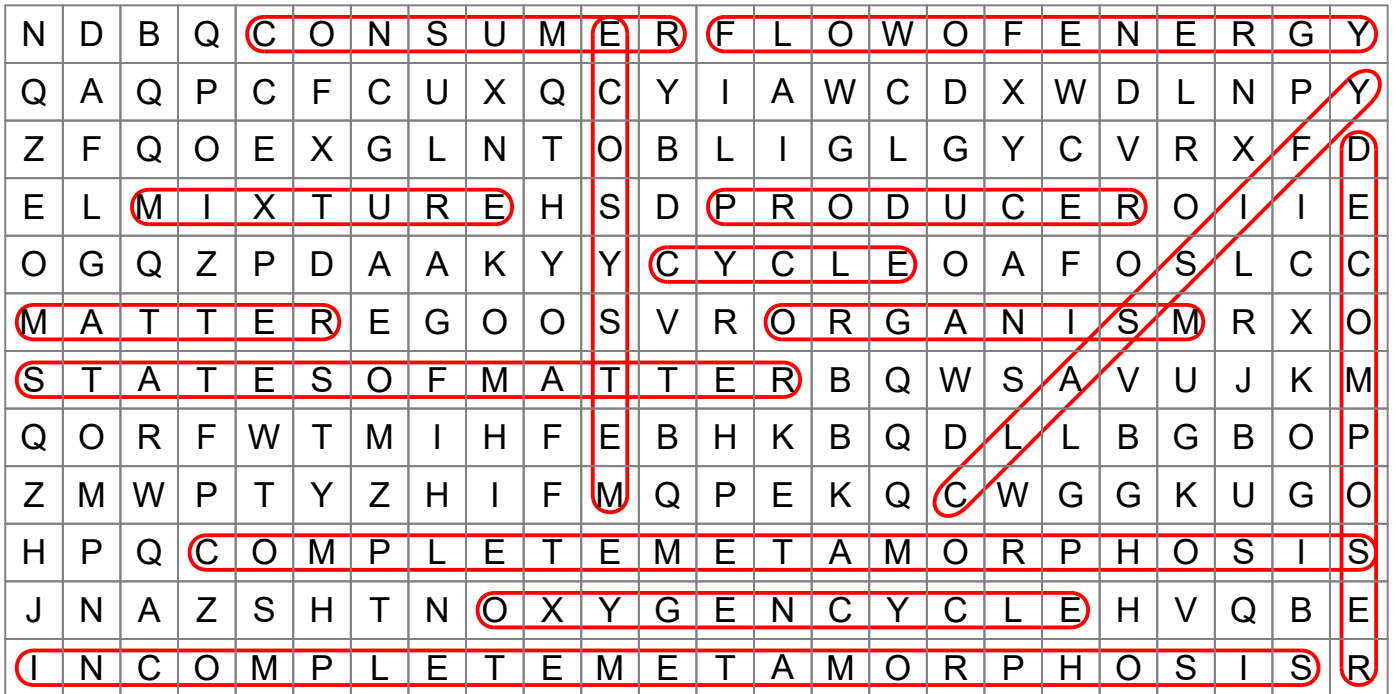 N D B Q C O N S U M E R F L O W O F E N E R G Y
Q A Q P C F C U X Q C Y I A W C D X W D L N P Y
Z F Q O E X G L N T O B L I G L G Y C V R X F D
E L M I X T U R E H S D P R O D U C E R O I I E
O G Q Z P D A A K Y Y C Y C L E O A F O S L C C
M A T T E R E G O O S V R O R G A N I S M R X O
S T A T E S O F M A T T E R B Q W S A V U J K M
Q O R F W T M I H F E B H K B Q D L L B G B O P
Z M W P T Y Z H I F M Q P E K Q C W G G K U G O
H P Q C O M P L E T E M E T A M O R P H O S I S
J N A Z S H T N O X Y G E N C Y C L E H V Q B E
I N C O M P L E T E M E T A M O R P H O S I S R